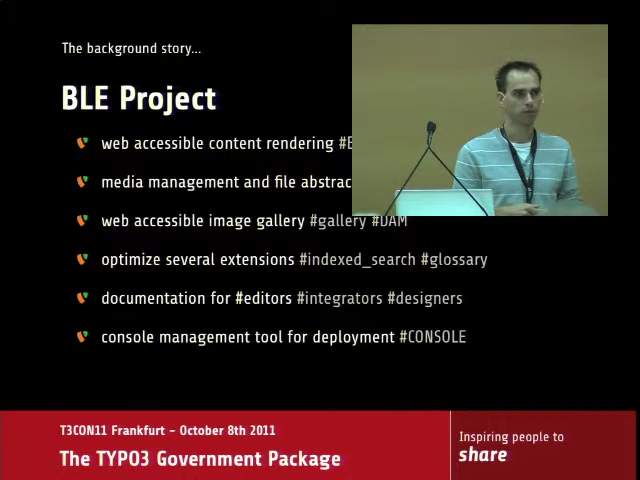 The background story...
BLE Project
web accessible content rendering
media management and file
web accessible image gallery #gallery #DAM
optimize several extensions #indexed_search #glossary
documentation for #editors #integrators #designers
console management tool for deployment #CONSOLE
T3CON11 Frankfurt - October 8th 2011
The TYPO3 Government Package
Inspiring people to
share